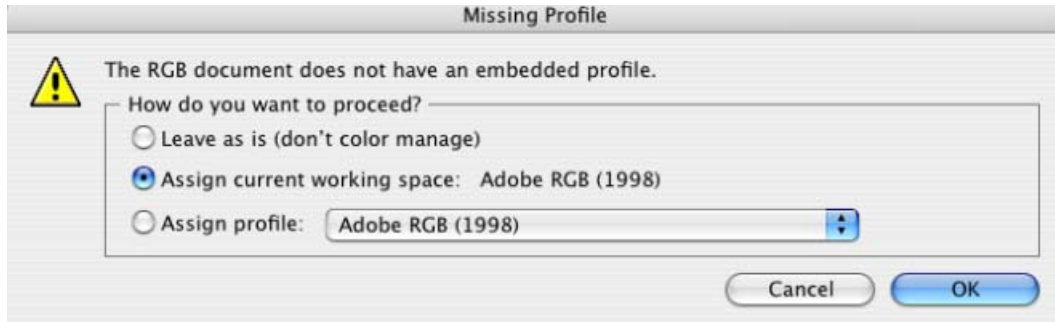 Missing Profile
The RGB document does not have an embedded profile.
How do you want to proceed?
Leave as is (don't color manage)
Assign current working space: Adobe RGB (1998)
Assign profile: Adobe RGB (1998)
Cancel OK